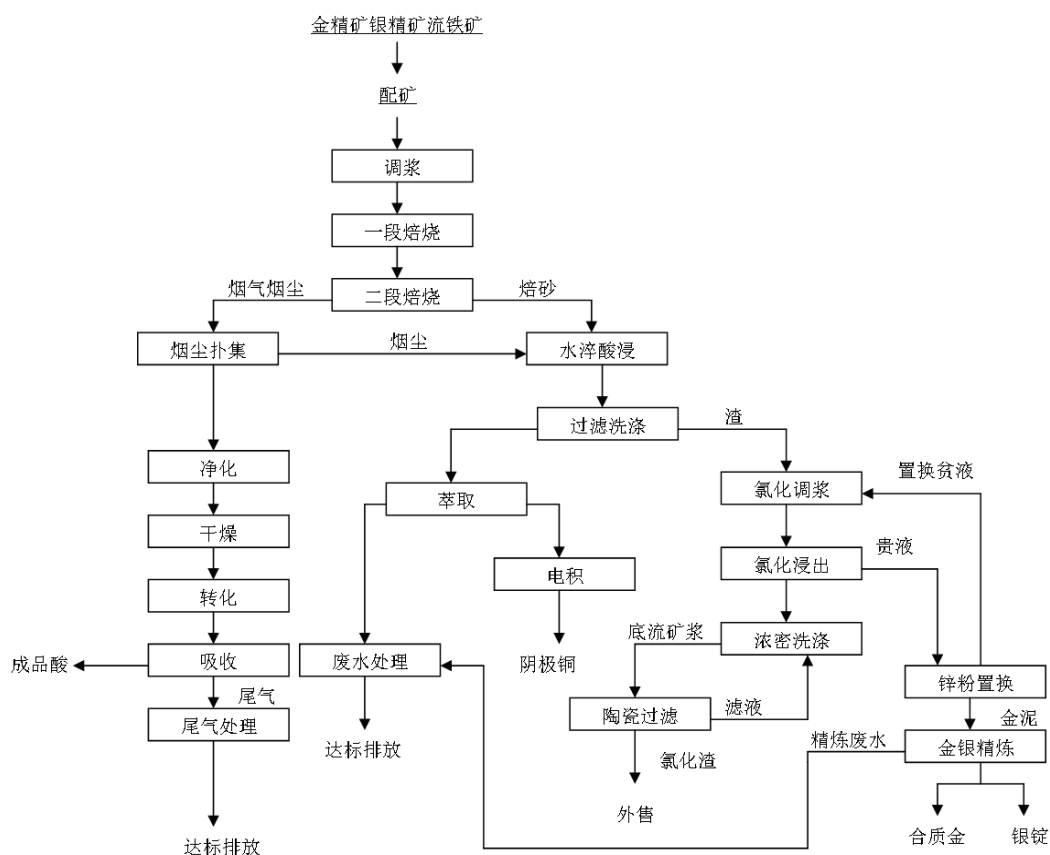 金精矿银精矿流铁矿
配矿
调浆
一段焙烧
烟气烟尘
二段焙烧
焙砂
烟尘扑集
烟尘
水淬酸浸
过滤洗涤
渣
净化
萃取
氯化调浆
置换贫液
干燥
电积
氯化浸出
贵液
转化
底流矿浆
浓密洗涤
成品酸
吸收
废水处理
阴极铜
锌粉置换
尾气
尾气处理
陶瓷过滤
滤液
金泥
达标排放
氯化渣
精炼废水
金银精炼
外售
达标排放
合质金
银锭